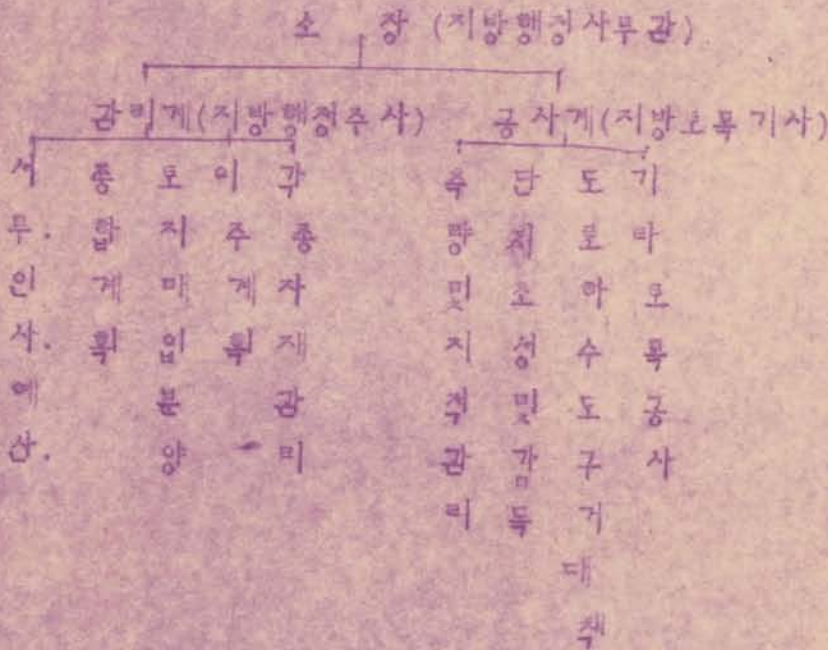 소 장 (지방행정사무관)
관리계(지방행정주사)
공사계(지방토목기사)
서무.인사.예산.
종합계획
토지매입분양
이주계획
각종자재관리
측량및지적관리
단지조성및감독
도로하수도구거대책
기타토목공사